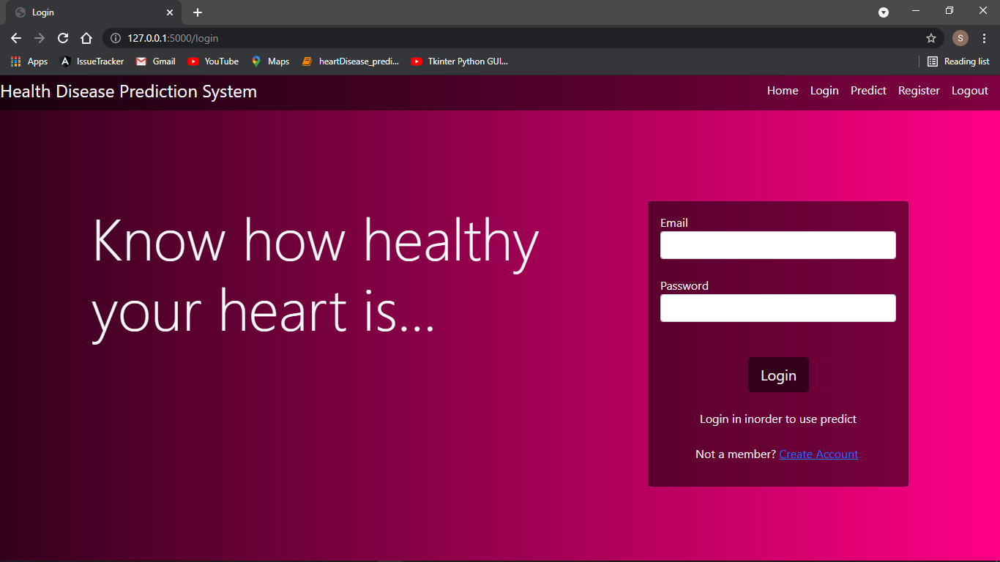 Login
127.0.0.1:5000/login
S
Apps IssueTracker Gmail YouTube Maps heartDisease_predi... Tkinter Python GUI... Reading list
Health Disease Prediction System Home Login Predict Register Logout
Know how healthy
your heart is...
Email
Password
Login
Login in inorder to use predict
Not a member? Create Account